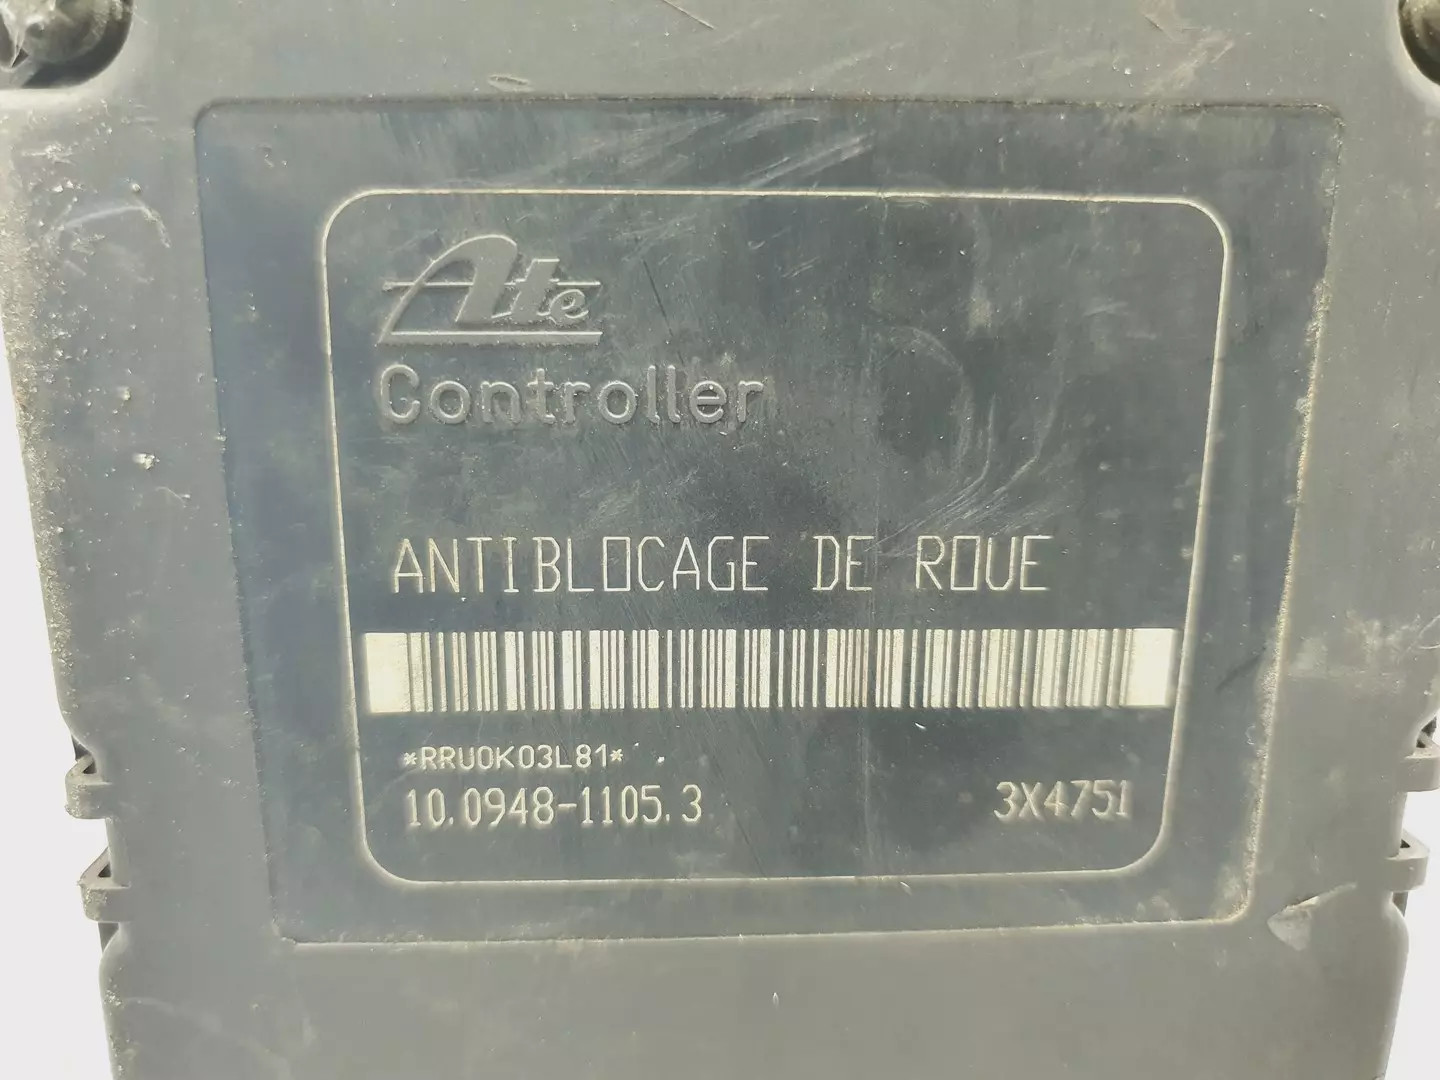 Ate
Controller
ANTIBLOCAGE DE ROUE
*RRU0K03L81*
10.0948-1105.3
3X4751